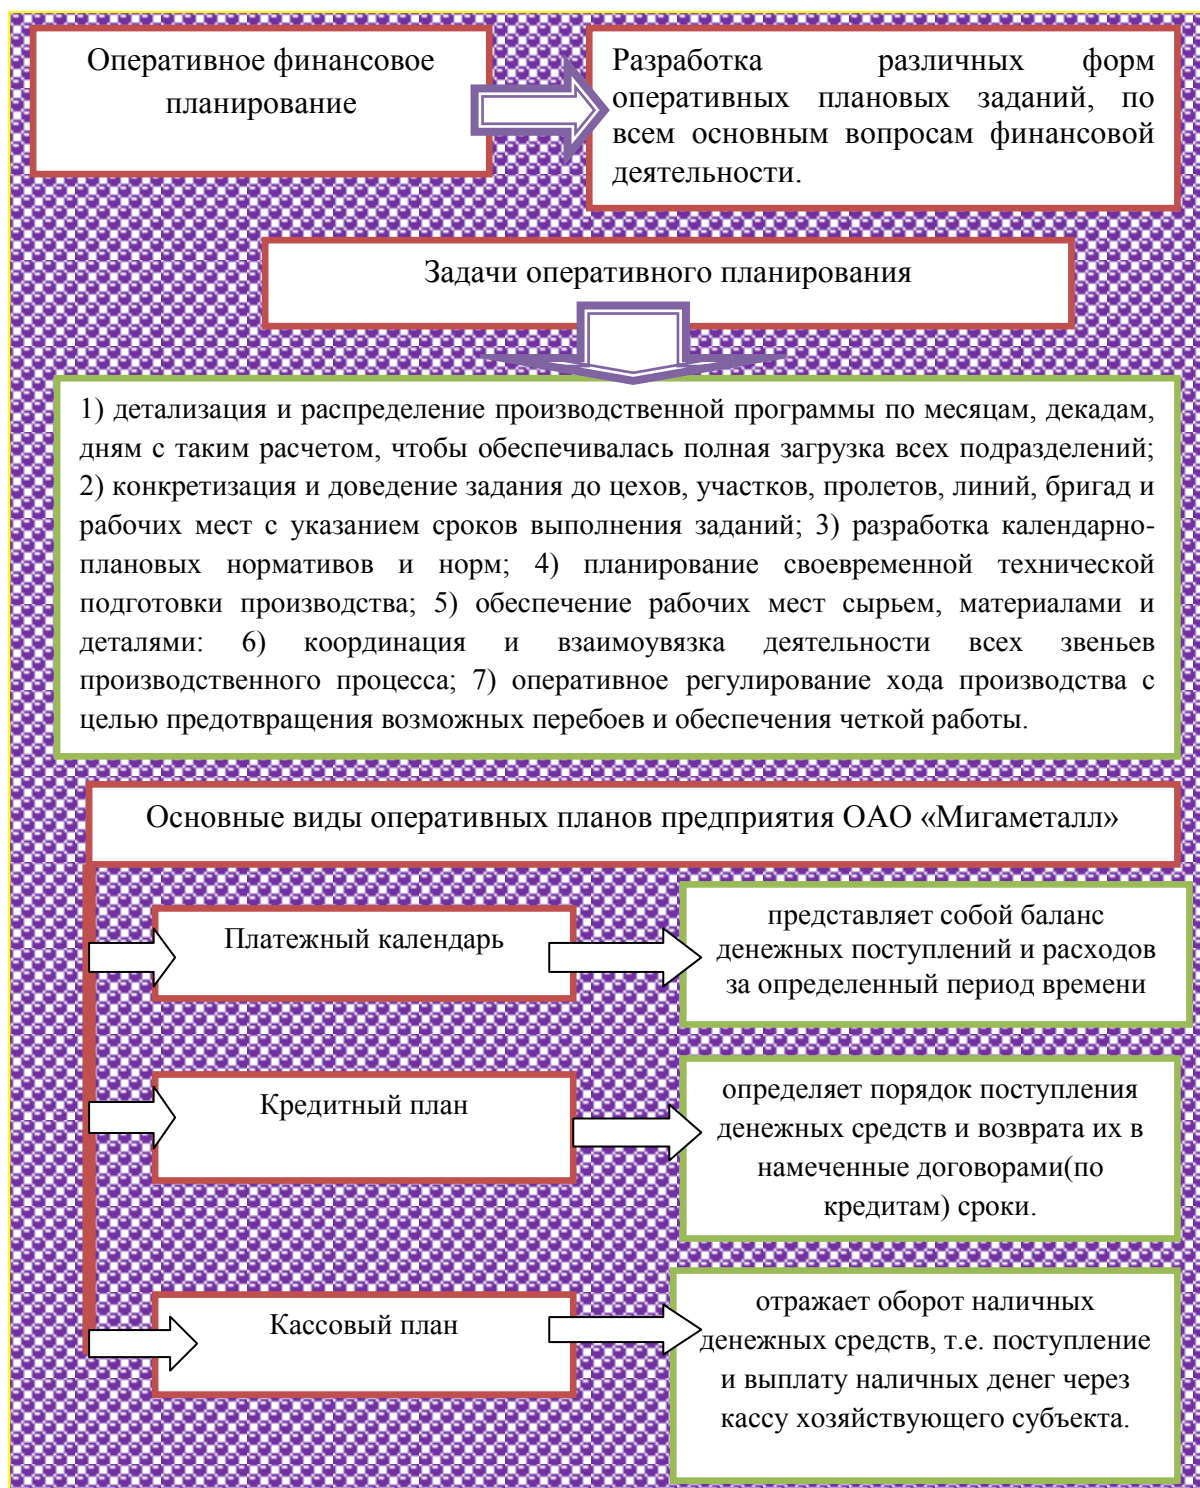 Оперативное финансовое
планирование
Разработка различных форм
оперативных плановых заданий, по
всем основным вопросам финансовой
деятельности.
Задачи оперативного планирования
1) детализация и распределение производственной программы по месяцам, декадам,
дням с таким расчетом, чтобы обеспечивалась полная загрузка всех подразделений;
2) конкретизация и доведение задания до цехов, участков, пролетов, линий, бригад и
рабочих мест с указанием сроков выполнения заданий; 3) разработка календарно-
плановых нормативов и норм; 4) планирование своевременной технической
подготовки производства; 5) обеспечение рабочих мест сырьем, материалами и
деталями: 6) координация и взаимоувязка деятельности всех звеньев
производственного процесса; 7) оперативное регулирование хода производства с
целью предотвращения возможных перебоев и обеспечения четкой работы.
Основные виды оперативных планов предприятия ОАО «Мигаметалл»
Платежный календарь
представляет собой баланс
денежных поступлений и расходов
за определенный период времени
Кредитный план
определяет порядок поступления
денежных средств и возврата их в
намеченные договорами(по
кредитам) сроки.
Кассовый план
отражает оборот наличных
денежных средств, т.е. поступление
и выплату наличных денег через
кассу хозяйствующего субъекта.